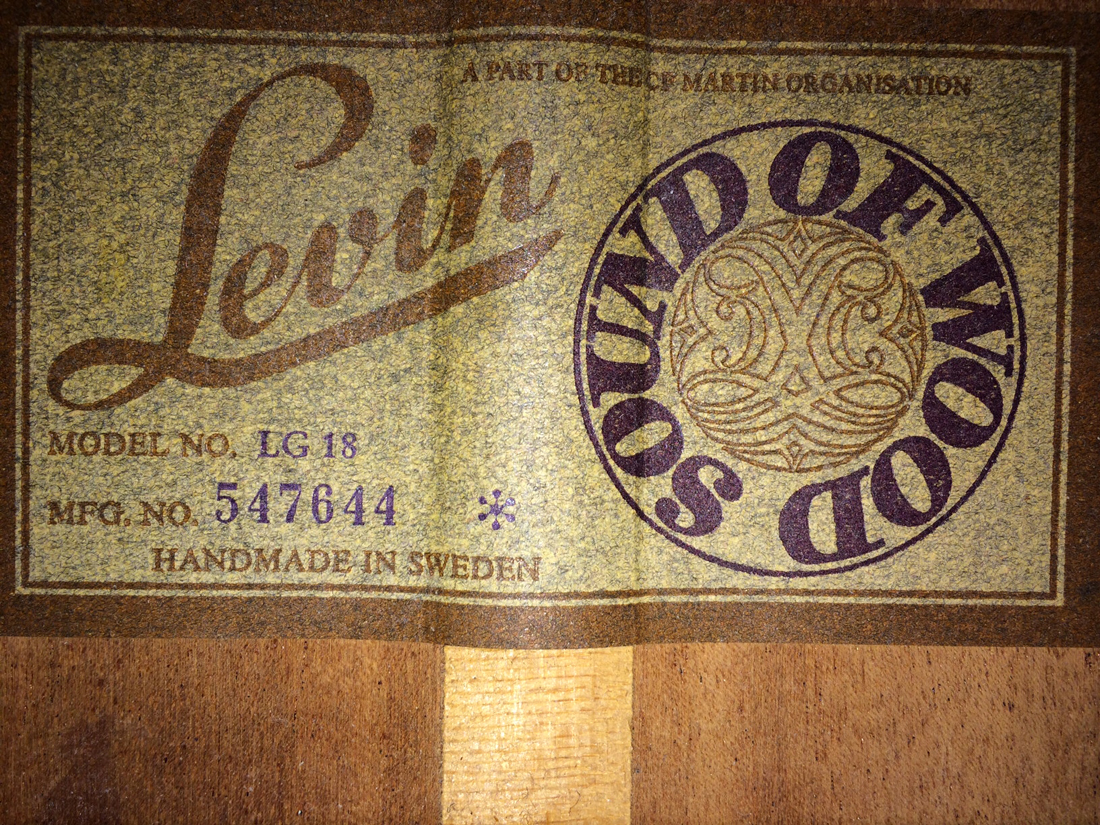 A PART OF THE CF MARTIN ORGANISATION
Levin
SOUND OF WOOD
MODEL NO. LG 18
MFG. NO. 547644 *
HANDMADE IN SWEDEN